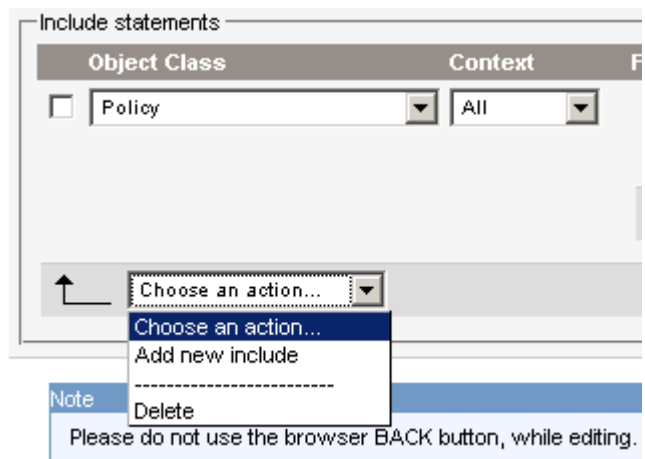 Include statements
Object Class Context F
Policy All
Choose an action...
Choose an action...
Add new include
-------------------------
Delete
Note
Please do not use the browser BACK button, while editing.